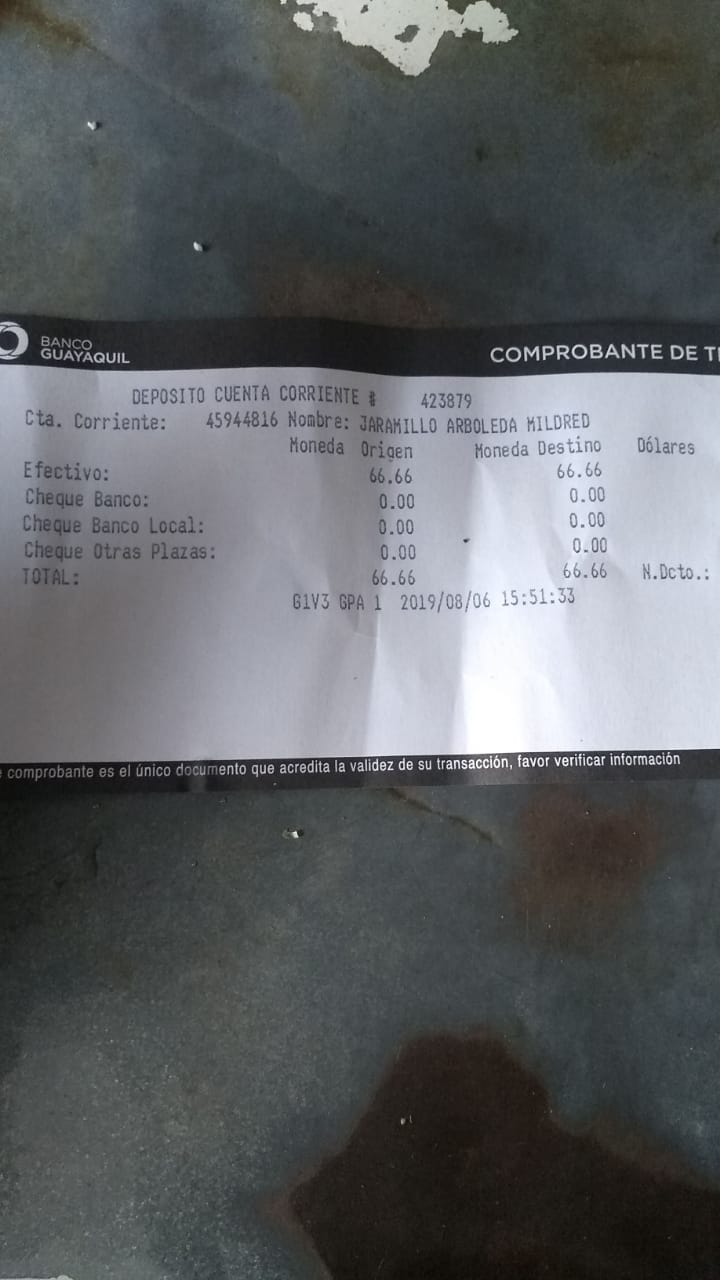 BANCO
GUAYAQUIL
COMPROBANTE DE
DEPOSITO CUENTA CORRIENTE # 423879
Cta. Corriente: 45944816 Nombre: JARAMILLO ARBOLEDA MILDRED
Moneda Origen Moneda Destino Dólares
Efectivo: 66.66 66.66
Cheque Banco: 0.00 0.00
Cheque Banco Local: 0.00 0.00
Cheque Otras Plazas: 0.00 0.00
TOTAL: 66.66 66.66 N.Dcto.:
G1V3 GPA 1 2019/08/06 15:51:33
comprobante es el único documento que acredita la validez de su transacción, favor verificar información